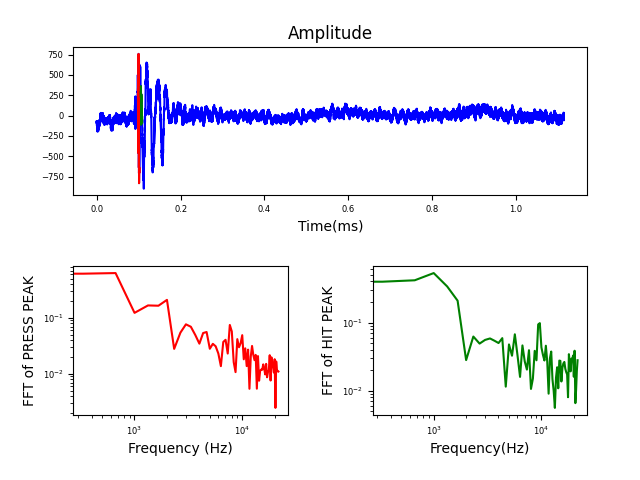 Amplitude
750
500
250
0
−250
−500
−750
0.0 0.2 0.4 0.6 0.8 1.0
Time(ms)
FFT of PRESS PEAK
10⁻¹
10⁻²
10³ 10⁴
Frequency (Hz)
FFT of HIT PEAK
10⁻¹
10⁻²
10³ 10⁴
Frequency(Hz)